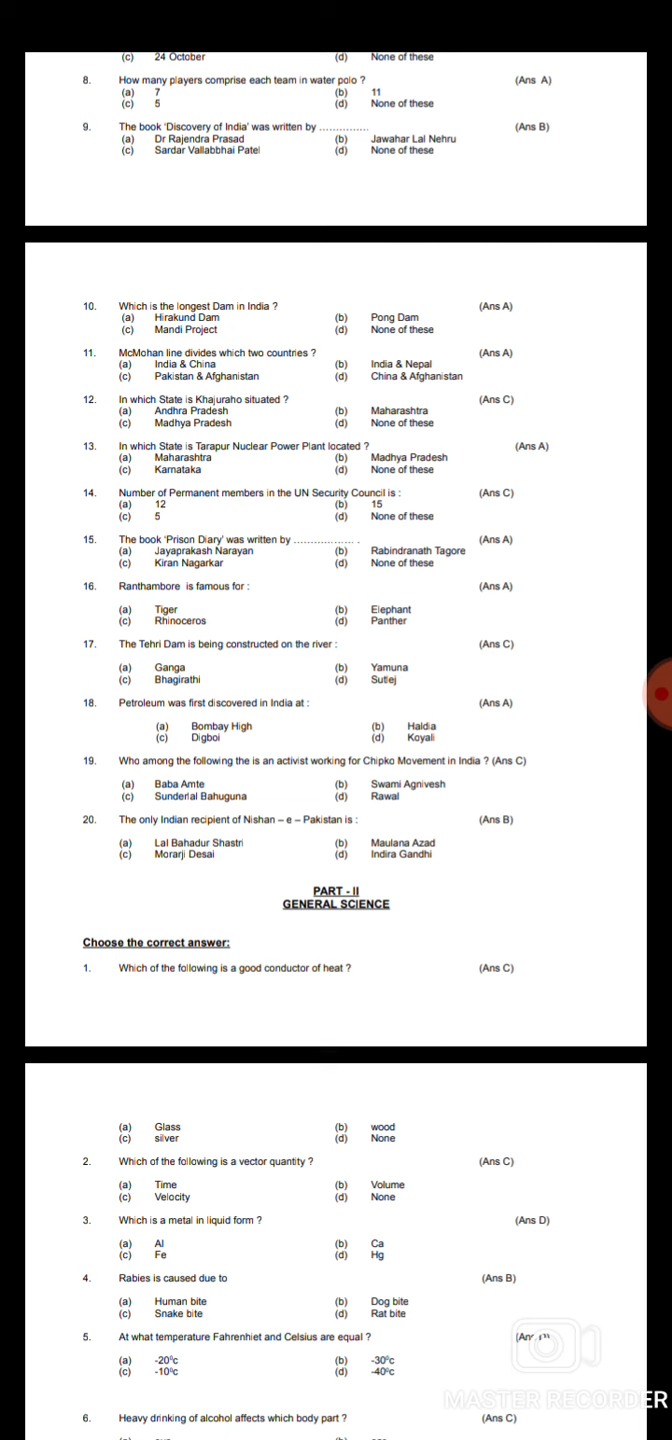 (c) 24 October (d) None of these
8. How many players comprise each team in water polo ? (Ans A)
(a) 7 (b) 11
(c) 5 (d) None of these
9. The book 'Discovery of India' was written by ............... (Ans B)
(a) Dr Rajendra Prasad (b) Jawahar Lal Nehru
(c) Sardar Vallabbhai Patel (d) None of these
10. Which is the longest Dam in India ? (Ans A)
(a) Hirakund Dam (b) Pong Dam
(c) Mandi Project (d) None of these
11. McMohan line divides which two countries ? (Ans A)
(a) India & China (b) India & Nepal
(c) Pakistan & Afghanistan (d) China & Afghanistan
12. In which State is Khajuraho situated ? (Ans C)
(a) Andhra Pradesh (b) Maharashtra
(c) Madhya Pradesh (d) None of these
13. In which State is Tarapur Nuclear Power Plant located ? (Ans A)
(a) Maharashtra (b) Madhya Pradesh
(c) Karnataka (d) None of these
14. Number of Permanent members in the UN Security Council is : (Ans C)
(a) 12 (b) 15
(c) 5 (d) None of these
15. The book 'Prison Diary' was written by ................... . (Ans A)
(a) Jayaprakash Narayan (b) Rabindranath Tagore
(c) Kiran Nagarkar (d) None of these
16. Ranthambore is famous for : (Ans A)
(a) Tiger (b) Elephant
(c) Rhinoceros (d) Panther
17. The Tehri Dam is being constructed on the river : (Ans C)
(a) Ganga (b) Yamuna
(c) Bhagirathi (d) Sutlej
18. Petroleum was first discovered in India at : (Ans A)
(a) Bombay High (b) Haldia
(c) Digboi (d) Koyali
19. Who among the following the is an activist working for Chipko Movement in India ? (Ans C)
(a) Baba Amte (b) Swami Agnivesh
(c) Sunderlal Bahuguna (d) Rawal
20. The only Indian recipient of Nishan – e – Pakistan is : (Ans B)
(a) Lal Bahadur Shastri (b) Maulana Azad
(c) Morarji Desai (d) Indira Gandhi
PART - II
GENERAL SCIENCE
Choose the correct answer:
1. Which of the following is a good conductor of heat ? (Ans C)
(a) Glass (b) wood
(c) silver (d) None
2. Which of the following is a vector quantity ? (Ans C)
(a) Time (b) Volume
(c) Velocity (d) None
3. Which is a metal in liquid form ? (Ans D)
(a) Al (b) Ca
(c) Fe (d) Hg
4. Rabies is caused due to (Ans B)
(a) Human bite (b) Dog bite
(c) Snake bite (d) Rat bite
5. At what temperature Fahrenhiet and Celsius are equal ?
(a) -20⁰c (b) -30⁰c
(c) -10⁰c (d) -40⁰c
MASTER RECORDER
6. Heavy drinking of alcohol affects which body part ? (Ans C)